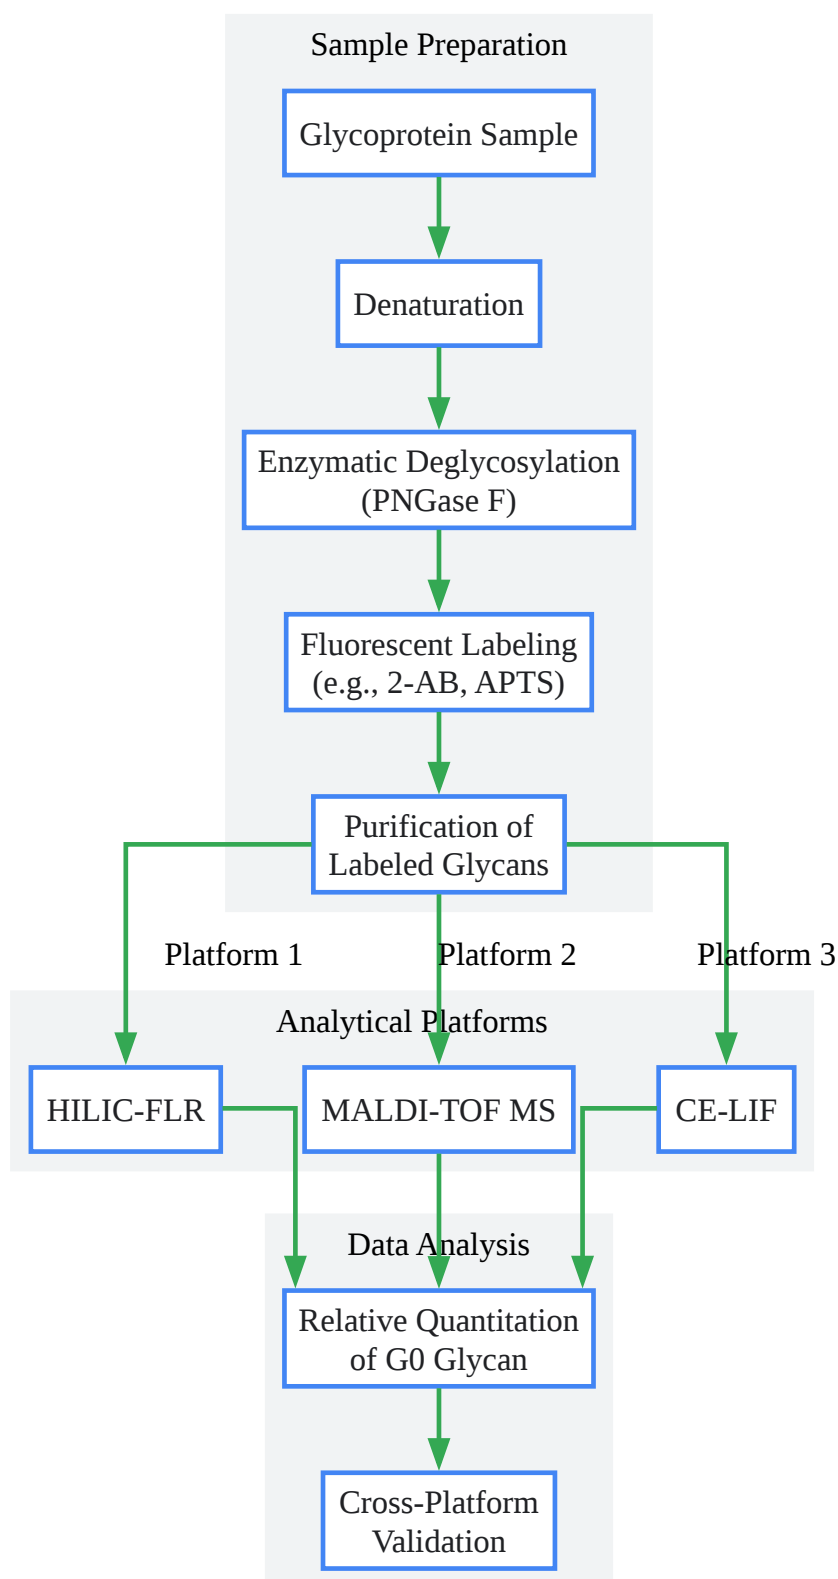 Sample Preparation
Glycoprotein Sample
Denaturation
Enzymatic Deglycosylation
(PNGase F)
Fluorescent Labeling
(e.g., 2-AB, APTS)
Purification of
Labeled Glycans
Platform 1
Platform 2
Platform 3
Analytical Platforms
HILIC-FLR
MALDI-TOF MS
CE-LIF
Data Analysis
Relative Quantitation
of G0 Glycan
Cross-Platform
Validation